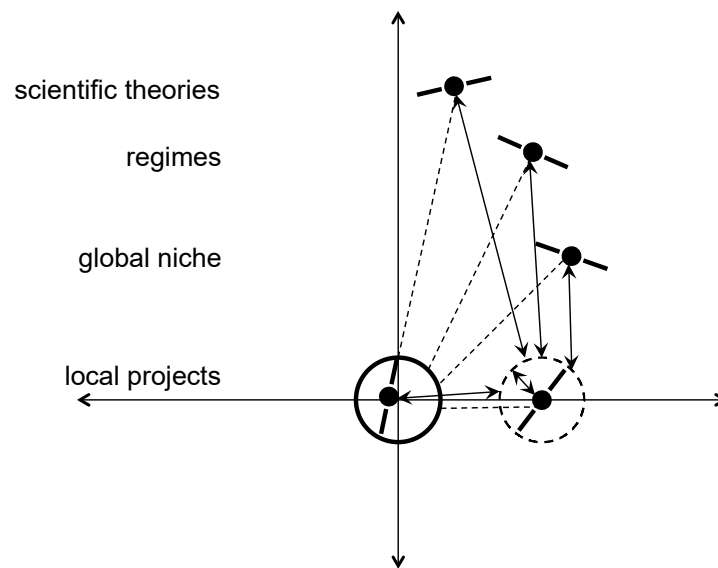 scientific theories
regimes
global niche
local projects